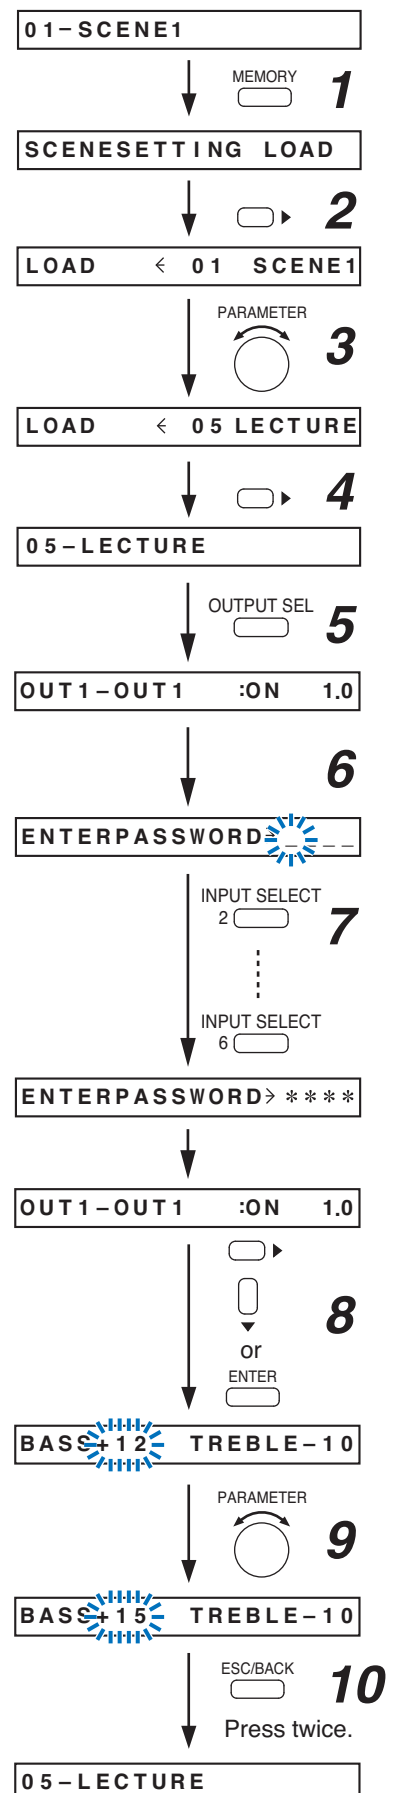 01-SCENE1
MEMORY
1
SCENESETTING LOAD
2
LOAD < 01 SCENE1
PARAMETER
3
LOAD < 05 LECTURE
4
05-LECTURE
OUTPUT SEL
5
OUT1-OUT1 :ON 1.0
6
ENTERPASSWORD> _ _ _ _
INPUT SELECT
2
7
INPUT SELECT
6
ENTERPASSWORD> ****
OUT1-OUT1 :ON 1.0
8
or
ENTER
BASS+12 TREBLE-10
PARAMETER
9
BASS+15 TREBLE-10
ESC/BACK
10
Press twice.
05-LECTURE